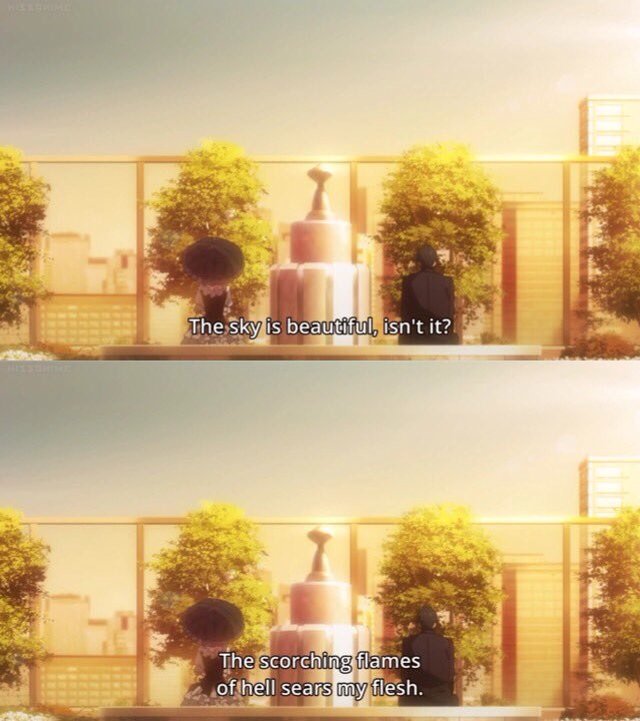 The sky is beautiful, isn't it?
The scorching flames
of hell sears my flesh.